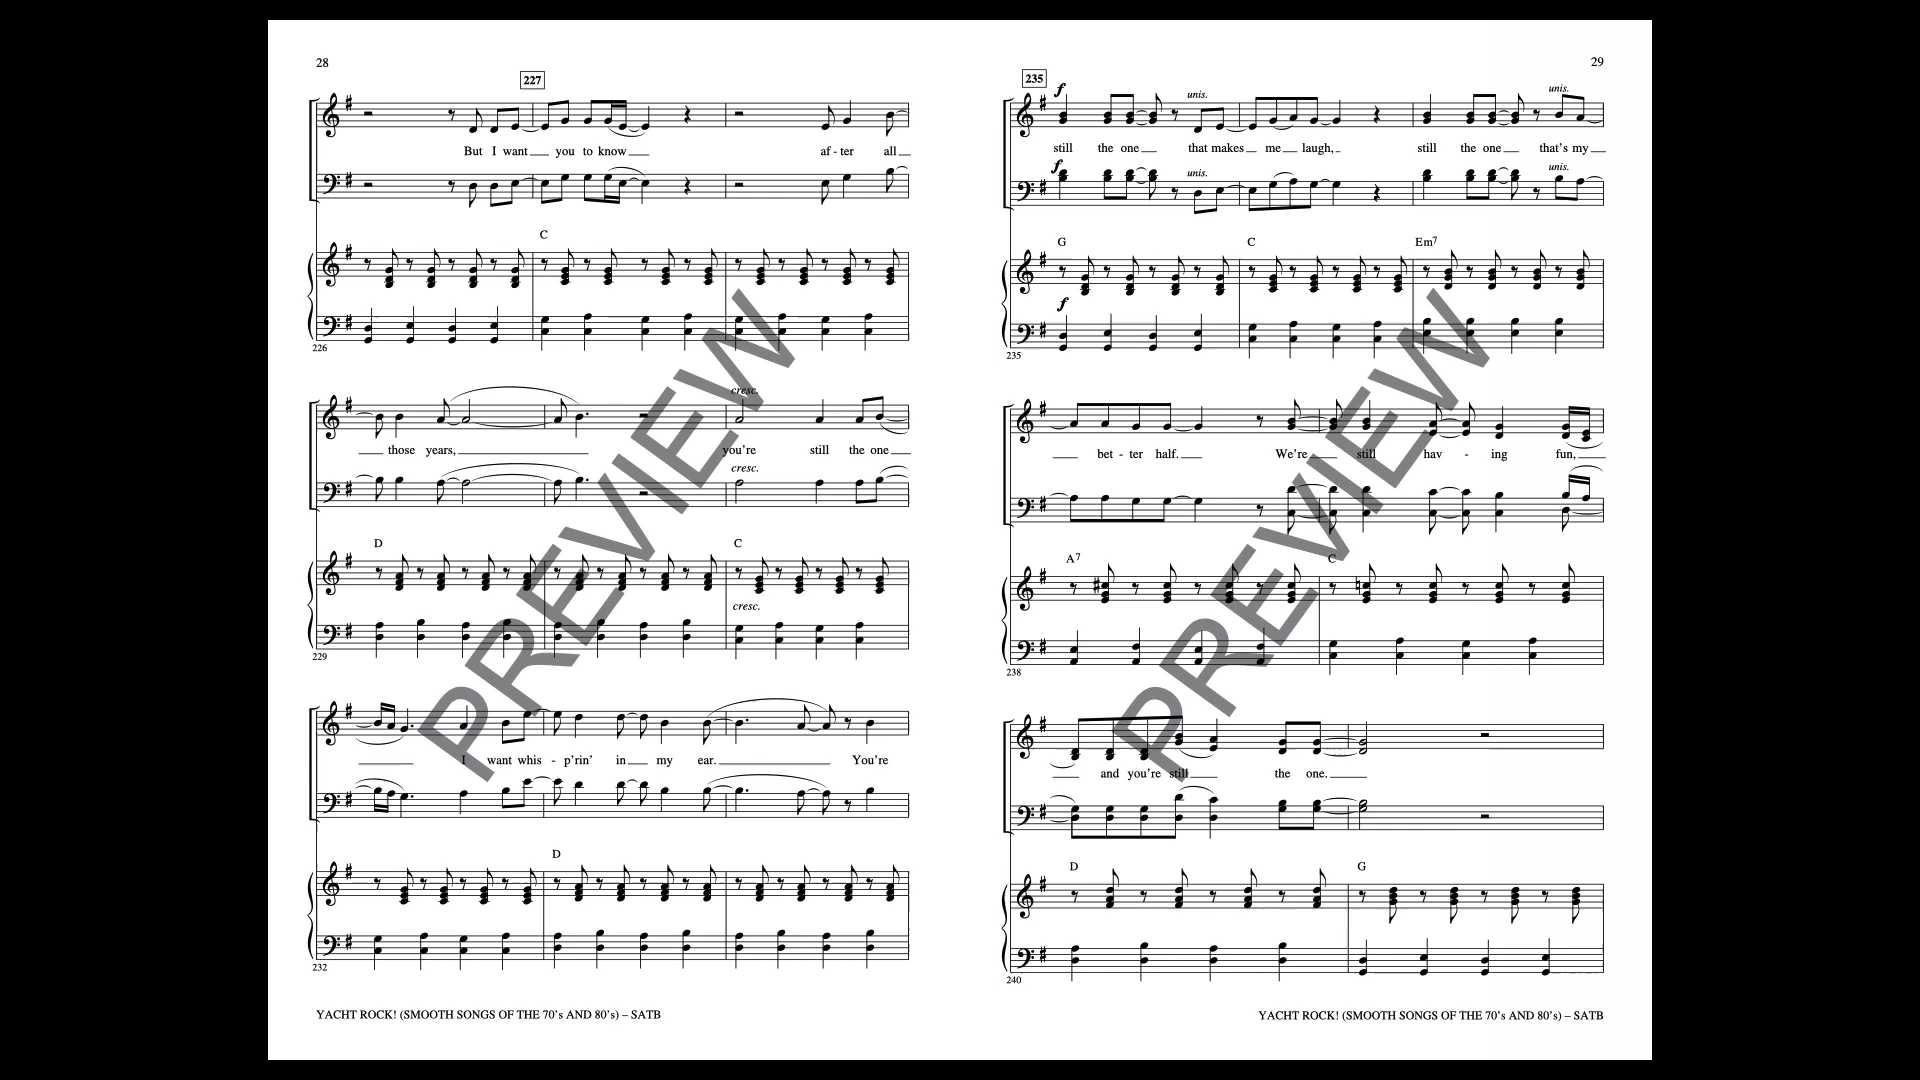 28
227
But I want you to know af - ter all
C
226
cresc.
those years, you're still the one
cresc.
D C
cresc.
229
I want whis - p'rin' in my ear. You're
D
232
YACHT ROCK! (SMOOTH SONGS OF THE 70's AND 80's) – SATB
PREVIEW
29
235
f unis. unis.
still the one that makes me laugh, still the one that's my
f unis. unis.
G C Em7
f
235
bet - ter half. We're still hav - ing fun,
A7 C
238
and you're still the one.
D G
240
YACHT ROCK! (SMOOTH SONGS OF THE 70's AND 80's) – SATB
PREVIEW